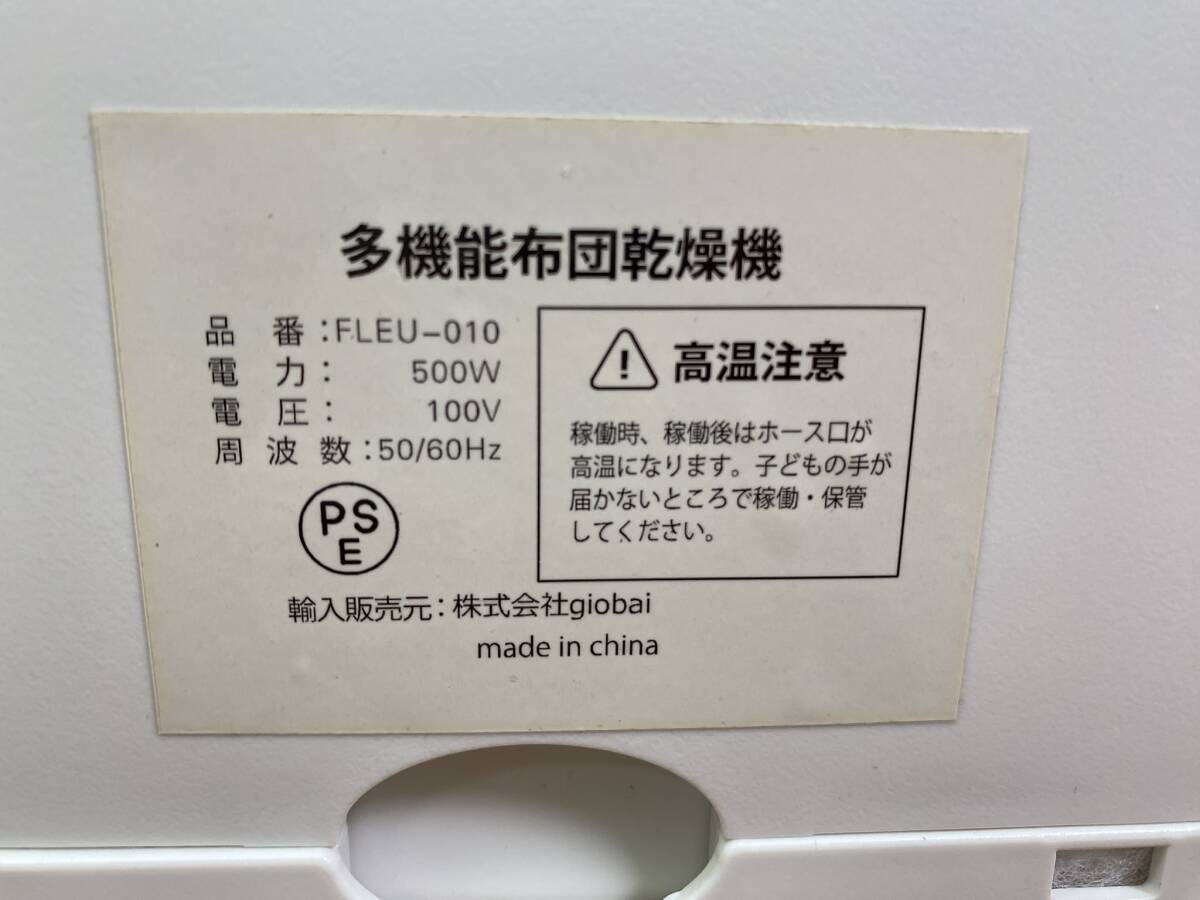 多機能布団乾燥機
品 番:FLEU-010
電 力: 500W
電 圧: 100V
周 波 数:50/60Hz
PS
E
高温注意
稼働時、稼働後はホース口が
高温になります。子どもの手が
届かないところで稼働・保管
してください。
輸入販売元:株式会社giobai
made in china